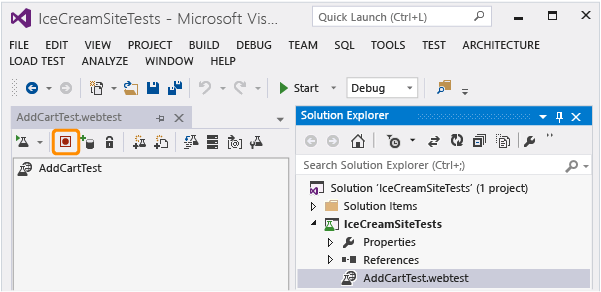 IceCreamSiteTests - Microsoft Vis...
Quick Launch (Ctrl+L)
FILE EDIT VIEW PROJECT BUILD DEBUG TEAM SQL TOOLS TEST ARCHITECTURE
LOAD TEST ANALYZE WINDOW HELP
Start Debug
AddCartTest.webtest
AddCartTest
Solution Explorer
Search Solution Explorer (Ctrl+;)
Solution 'IceCreamSiteTests' (1 project)
Solution Items
IceCreamSiteTests
Properties
References
AddCartTest.webtest